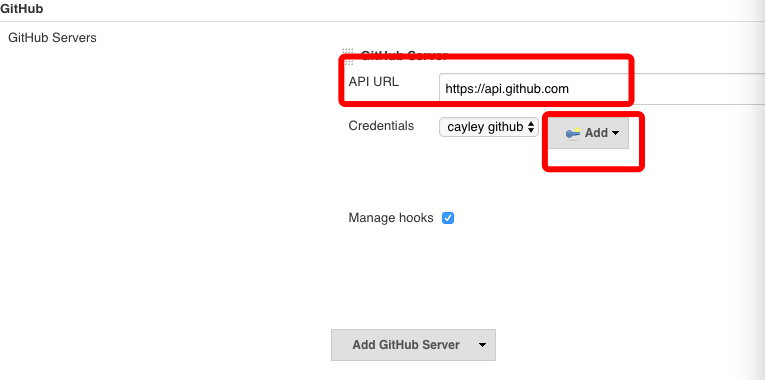 GitHub
GitHub Servers
GitHub Server
API URL
https://api.github.com
Credentials
cayley github
Add
Manage hooks
Add GitHub Server